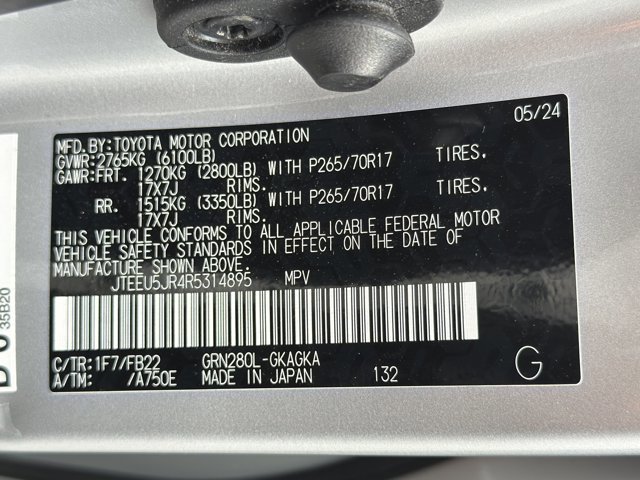 05/24
MFD.BY:TOYOTA MOTOR CORPORATION
GVWR:2765KG (6100LB)
GAWR:FRT. 1270KG (2800LB) WITH P265/70R17 TIRES.
17X7J RIMS.
RR. 1515KG (3350LB) WITH P265/70R17 TIRES.
17X7J RIMS.
THIS VEHICLE CONFORMS TO ALL APPLICABLE FEDERAL MOTOR
VEHICLE SAFETY STANDARDS IN EFFECT ON THE DATE OF
MANUFACTURE SHOWN ABOVE.
JTEEU5JR4R5314895 MPV
C/TR:1F7/FB22 GRN280L-GKAGKA
A/TM: /A750E MADE IN JAPAN 132 G
35B20